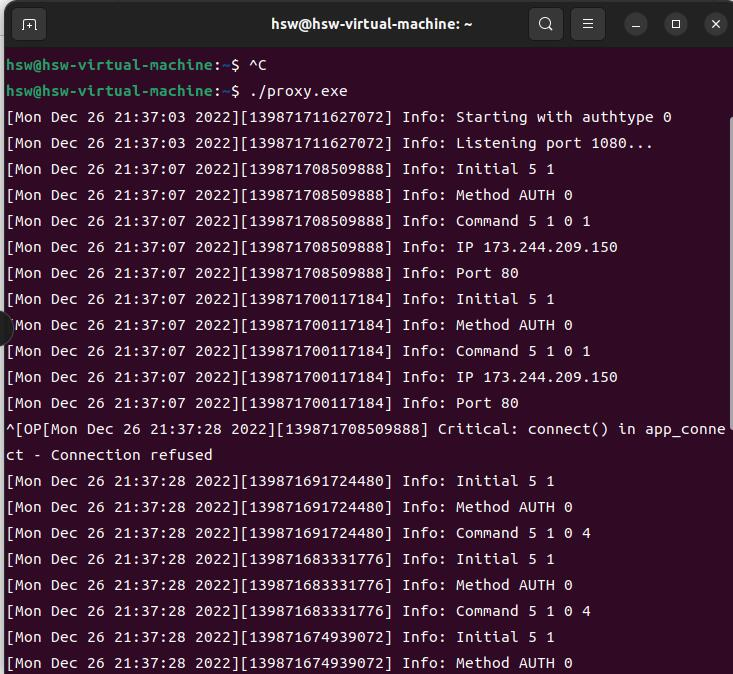 hsw@hsw-virtual-machine: ~
hsw@hsw-virtual-machine:~$ ^C
hsw@hsw-virtual-machine:~$ ./proxy.exe
[Mon Dec 26 21:37:03 2022][139871711627072] Info: Starting with authtype 0
[Mon Dec 26 21:37:03 2022][139871711627072] Info: Listening port 1080...
[Mon Dec 26 21:37:07 2022][139871708509888] Info: Initial 5 1
[Mon Dec 26 21:37:07 2022][139871708509888] Info: Method AUTH 0
[Mon Dec 26 21:37:07 2022][139871708509888] Info: Command 5 1 0 1
[Mon Dec 26 21:37:07 2022][139871708509888] Info: IP 173.244.209.150
[Mon Dec 26 21:37:07 2022][139871708509888] Info: Port 80
[Mon Dec 26 21:37:07 2022][139871700117184] Info: Initial 5 1
[Mon Dec 26 21:37:07 2022][139871700117184] Info: Method AUTH 0
[Mon Dec 26 21:37:07 2022][139871700117184] Info: Command 5 1 0 1
[Mon Dec 26 21:37:07 2022][139871700117184] Info: IP 173.244.209.150
[Mon Dec 26 21:37:07 2022][139871700117184] Info: Port 80
^[OP[Mon Dec 26 21:37:28 2022][139871708509888] Critical: connect() in app_conne
ct - Connection refused
[Mon Dec 26 21:37:28 2022][139871691724480] Info: Initial 5 1
[Mon Dec 26 21:37:28 2022][139871691724480] Info: Method AUTH 0
[Mon Dec 26 21:37:28 2022][139871691724480] Info: Command 5 1 0 4
[Mon Dec 26 21:37:28 2022][139871683331776] Info: Initial 5 1
[Mon Dec 26 21:37:28 2022][139871683331776] Info: Method AUTH 0
[Mon Dec 26 21:37:28 2022][139871683331776] Info: Command 5 1 0 4
[Mon Dec 26 21:37:28 2022][139871674939072] Info: Initial 5 1
[Mon Dec 26 21:37:28 2022][139871674939072] Info: Method AUTH 0